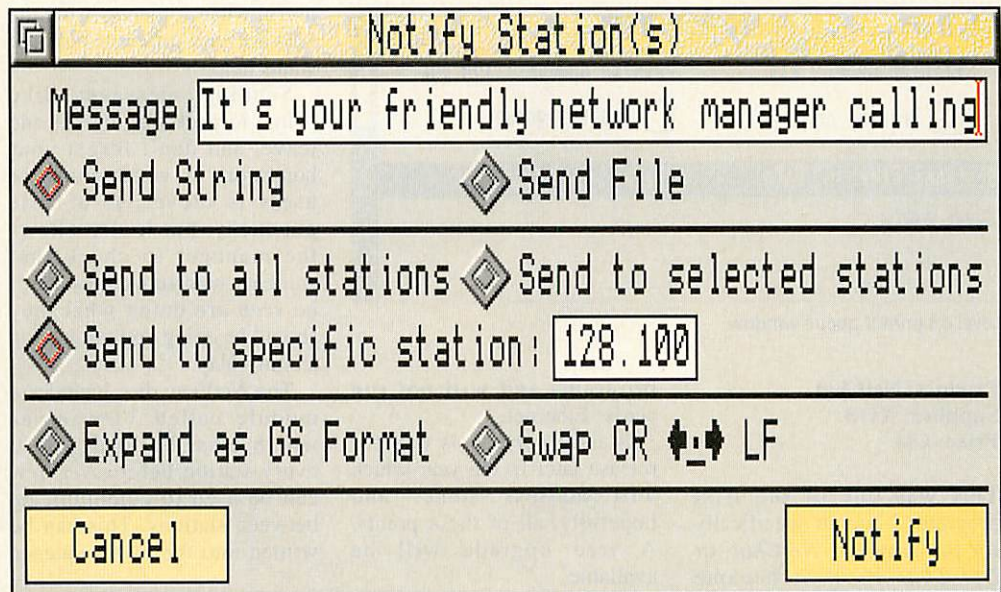 Notify Station(s)
Message: It's your friendly network manager calling
Send String Send File
Send to all stations Send to selected stations
Send to specific station: 128.100
Expand as GS Format Swap CR LF
Cancel Notify